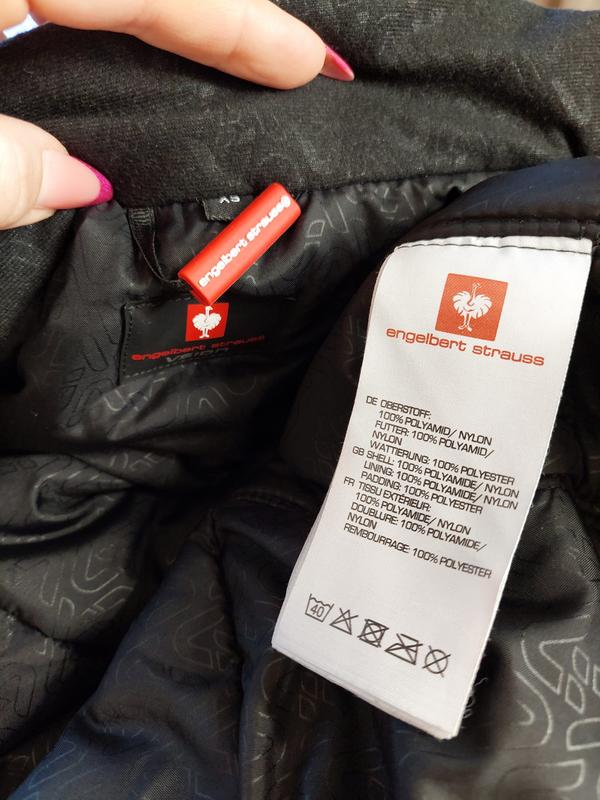 XS
engelbert strauss®
engelbert strauss
engelbert strauss
DE OBERSTOFF:
100% POLYAMID/ NYLON
FUTTER: 100% POLYAMID/
NYLON
WATTIERUNG: 100% POLYESTER
GB SHELL: 100% POLYAMIDE/ NYLON
LINING: 100% POLYAMIDE/ NYLON
PADDING: 100% POLYESTER
FR TISSU EXTÉRIEUR:
100% POLYAMIDE/ NYLON
DOUBLURE: 100% POLYAMIDE/
NYLON
REMBOURRAGE: 100% POLYESTER
40